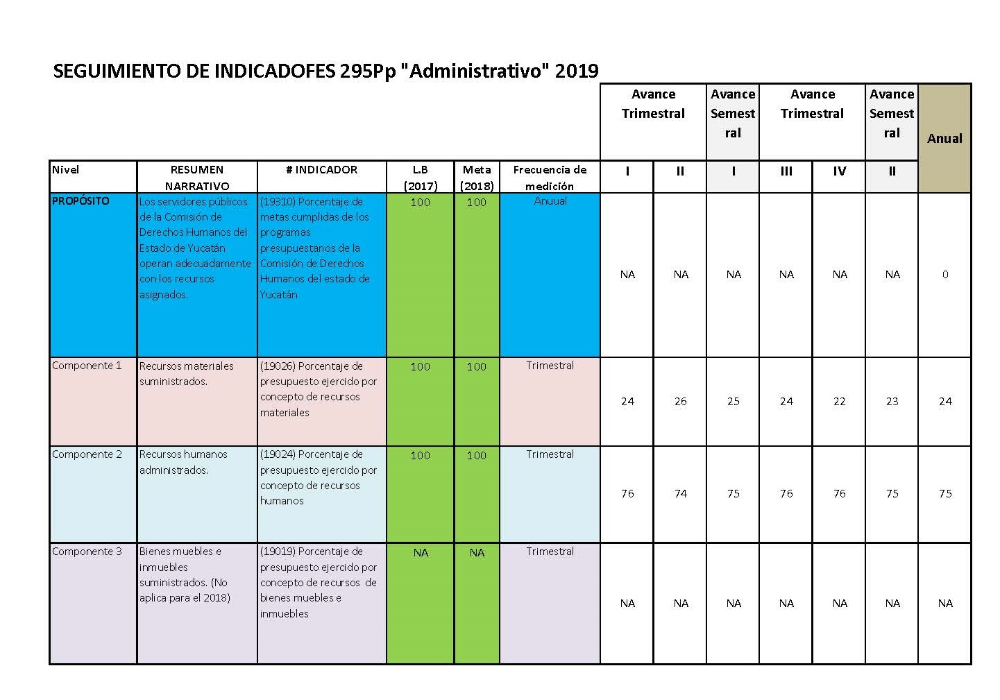 SEGUIMIENTO DE INDICADOFES 295Pp "Administrativo" 2019
Avance
Trimestral
Avance
Semest
ral
Avance
Trimestral
Avance
Semest
ral
Anual
Nivel
RESUMEN
NARRATIVO
# INDICADOR
L.B
(2017)
Meta
(2018)
Frecuencia de
medición
I
II
I
III
IV
II
PROPÓSITO
Los servidores públicos
de la Comisión de
Derechos Humanos del
Estado de Yucatán
operan adecuadamente
con los recursos
asignados.
(19310) Porcentaje de
metas cumplidas de los
programas
presupuestarios de la
Comisión de Derechos
Humanos del estado de
Yucatán
100
100
Anuual
NA
NA
NA
NA
NA
NA
0
Componente 1
Recursos materiales
suministrados.
(19026) Porcentaje de
presupuesto ejercido por
concepto de recursos
materiales
100
100
Trimestral
24
26
25
24
22
23
24
Componente 2
Recursos humanos
administrados.
(19024) Porcentaje de
presupuesto ejercido por
concepto de recursos
humanos
100
100
Trimestral
76
74
75
76
76
75
75
Componente 3
Bienes muebles e
inmuebles
suministrados. (No
aplica para el 2018)
(19019) Porcentaje de
presupuesto ejercido por
concepto de recursos  de
bienes muebles e
inmuebles
NA
NA
Trimestral
NA
NA
NA
NA
NA
NA
NA